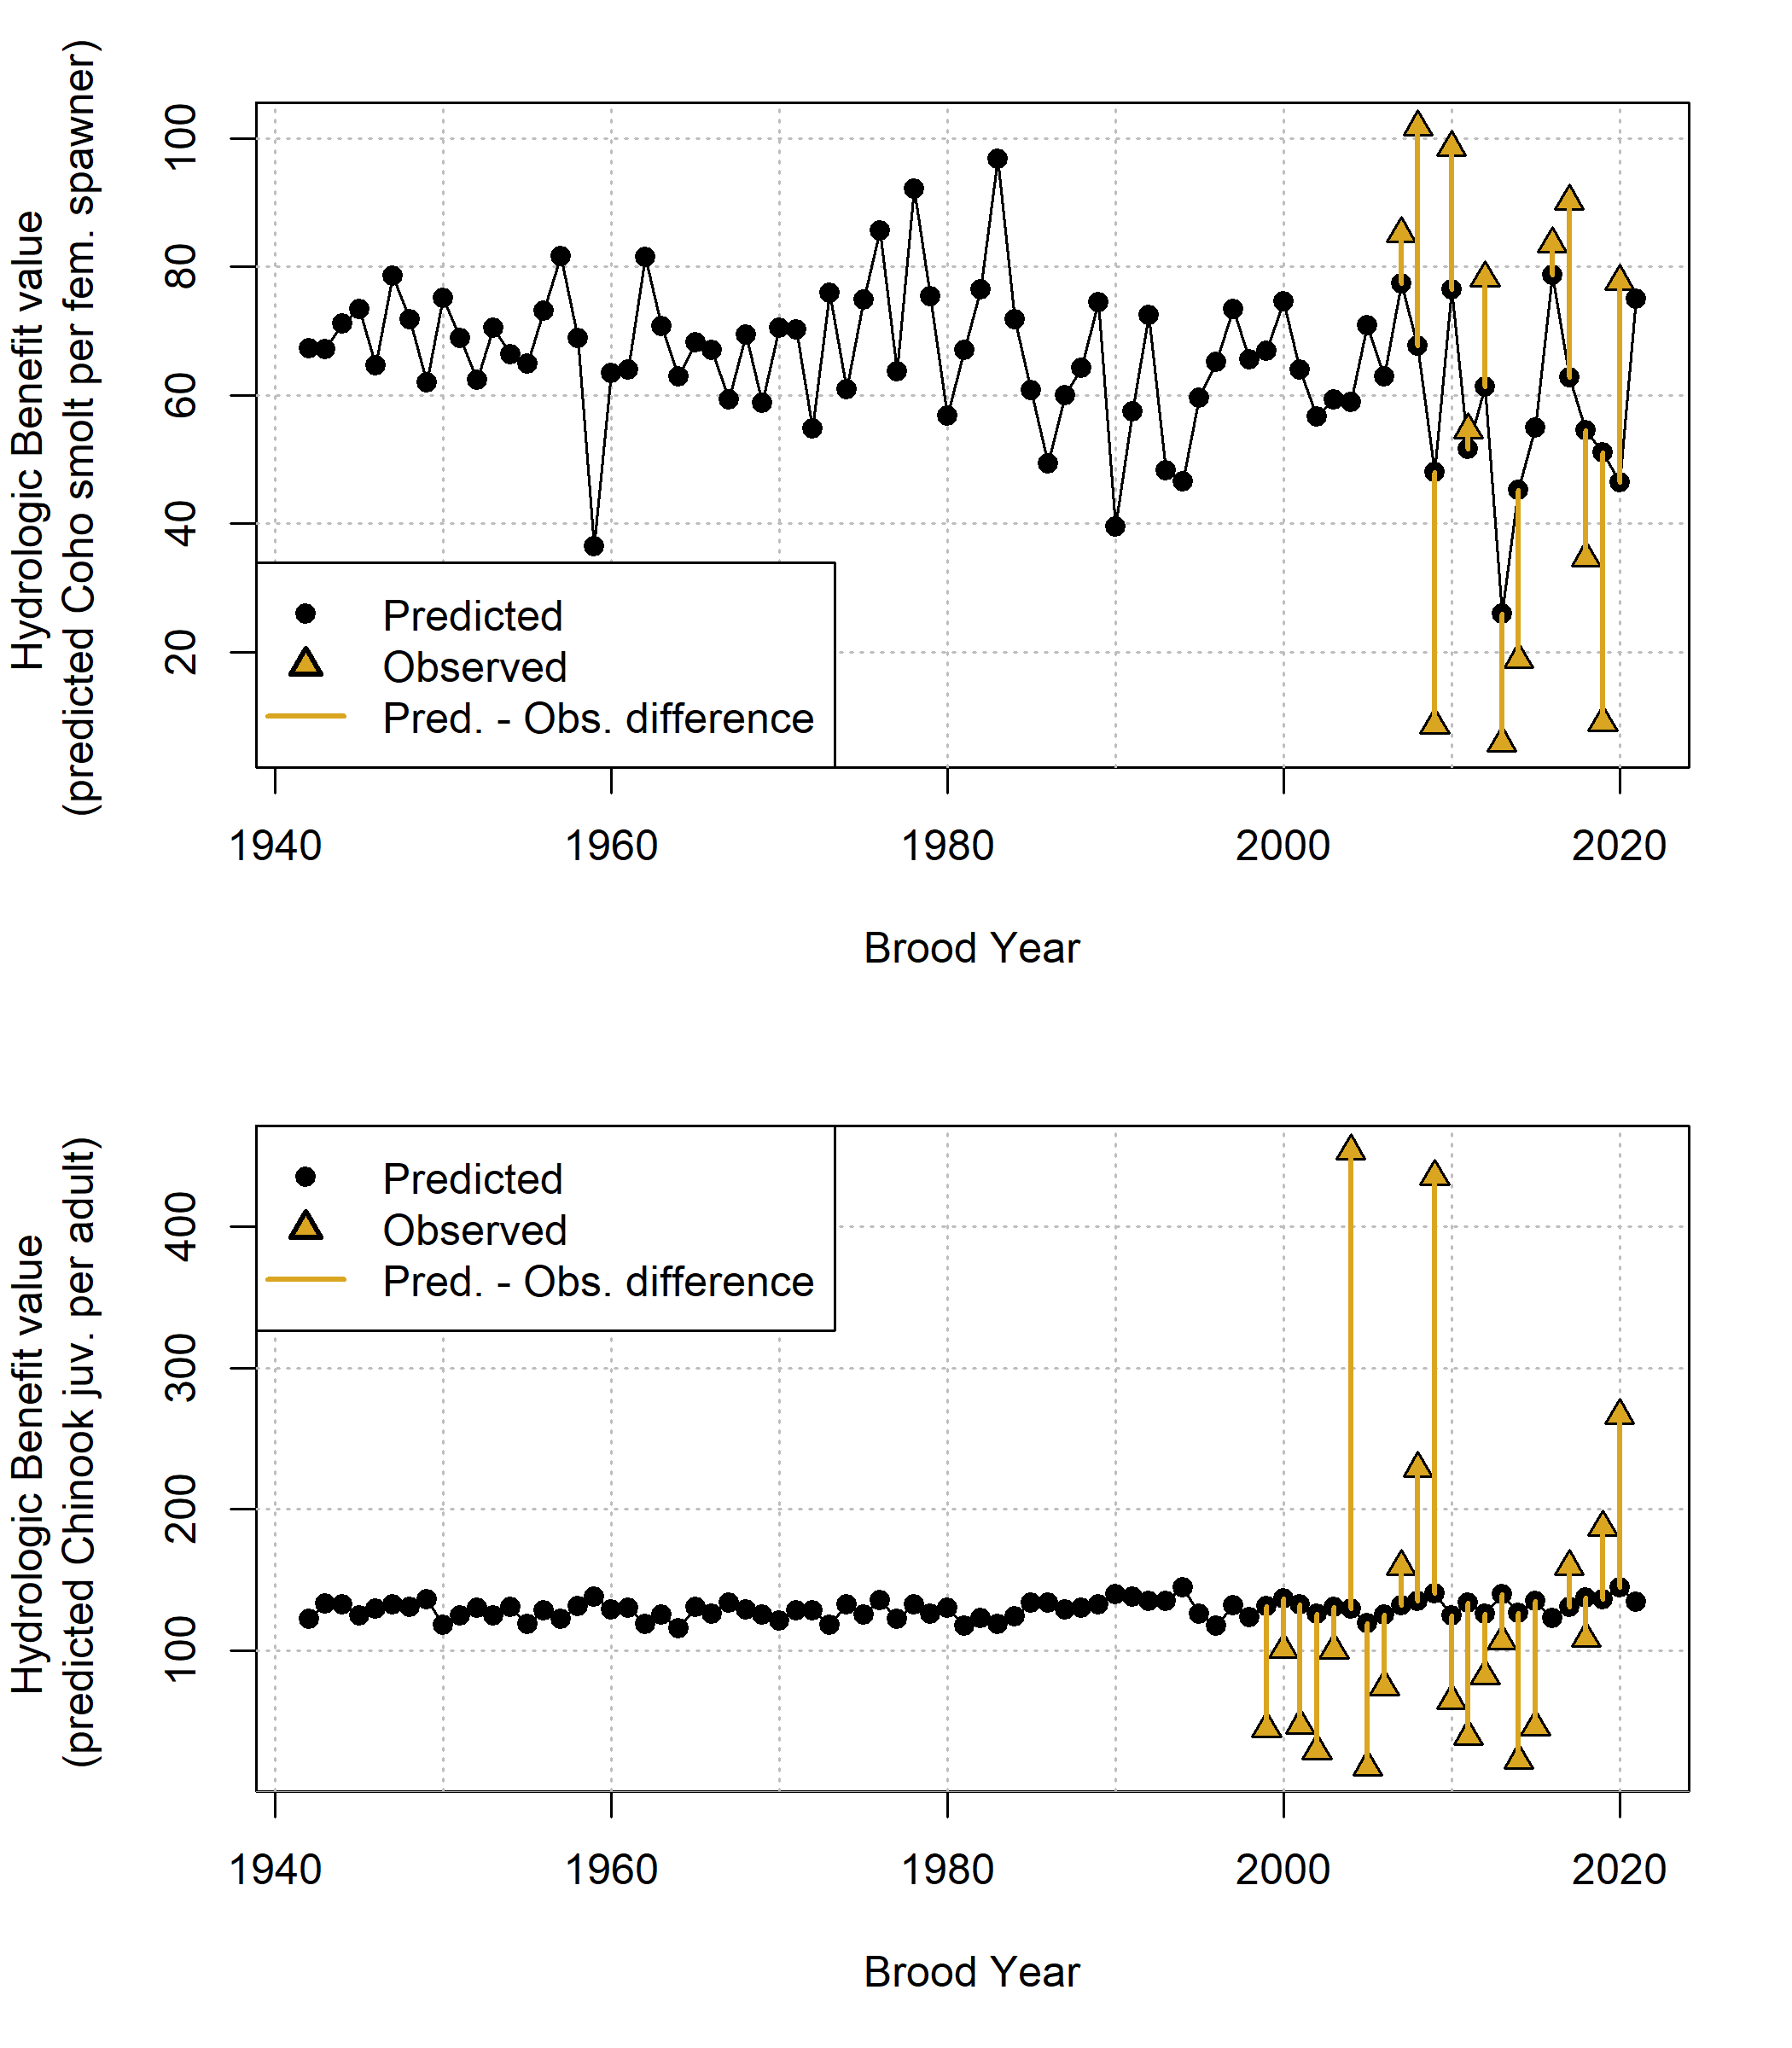 Hydrologic Benefit value
(predicted Coho smolt per fem. spawner)
100
80
60
40
20
Predicted
Observed
Pred. - Obs. difference
1940 1960 1980 2000 2020
Brood Year
Hydrologic Benefit value
(predicted Chinook juv. per adult)
400
300
200
100
Predicted
Observed
Pred. - Obs. difference
1940 1960 1980 2000 2020
Brood Year